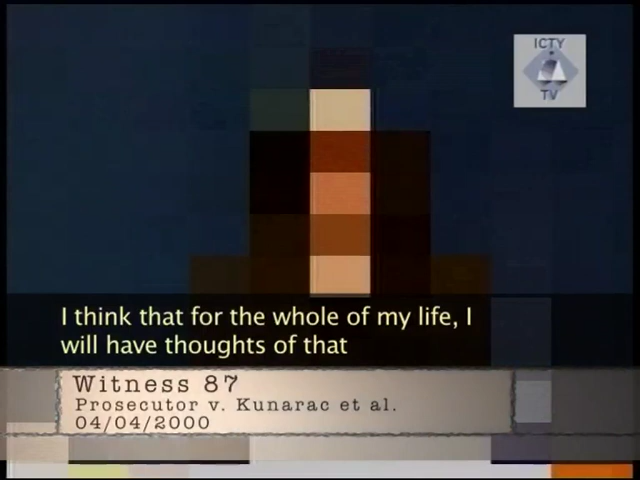 ICTY
TV
I think that for the whole of my life, I
will have thoughts of that
Witness 87
Prosecutor v. Kunarac et al.
04/04/2000